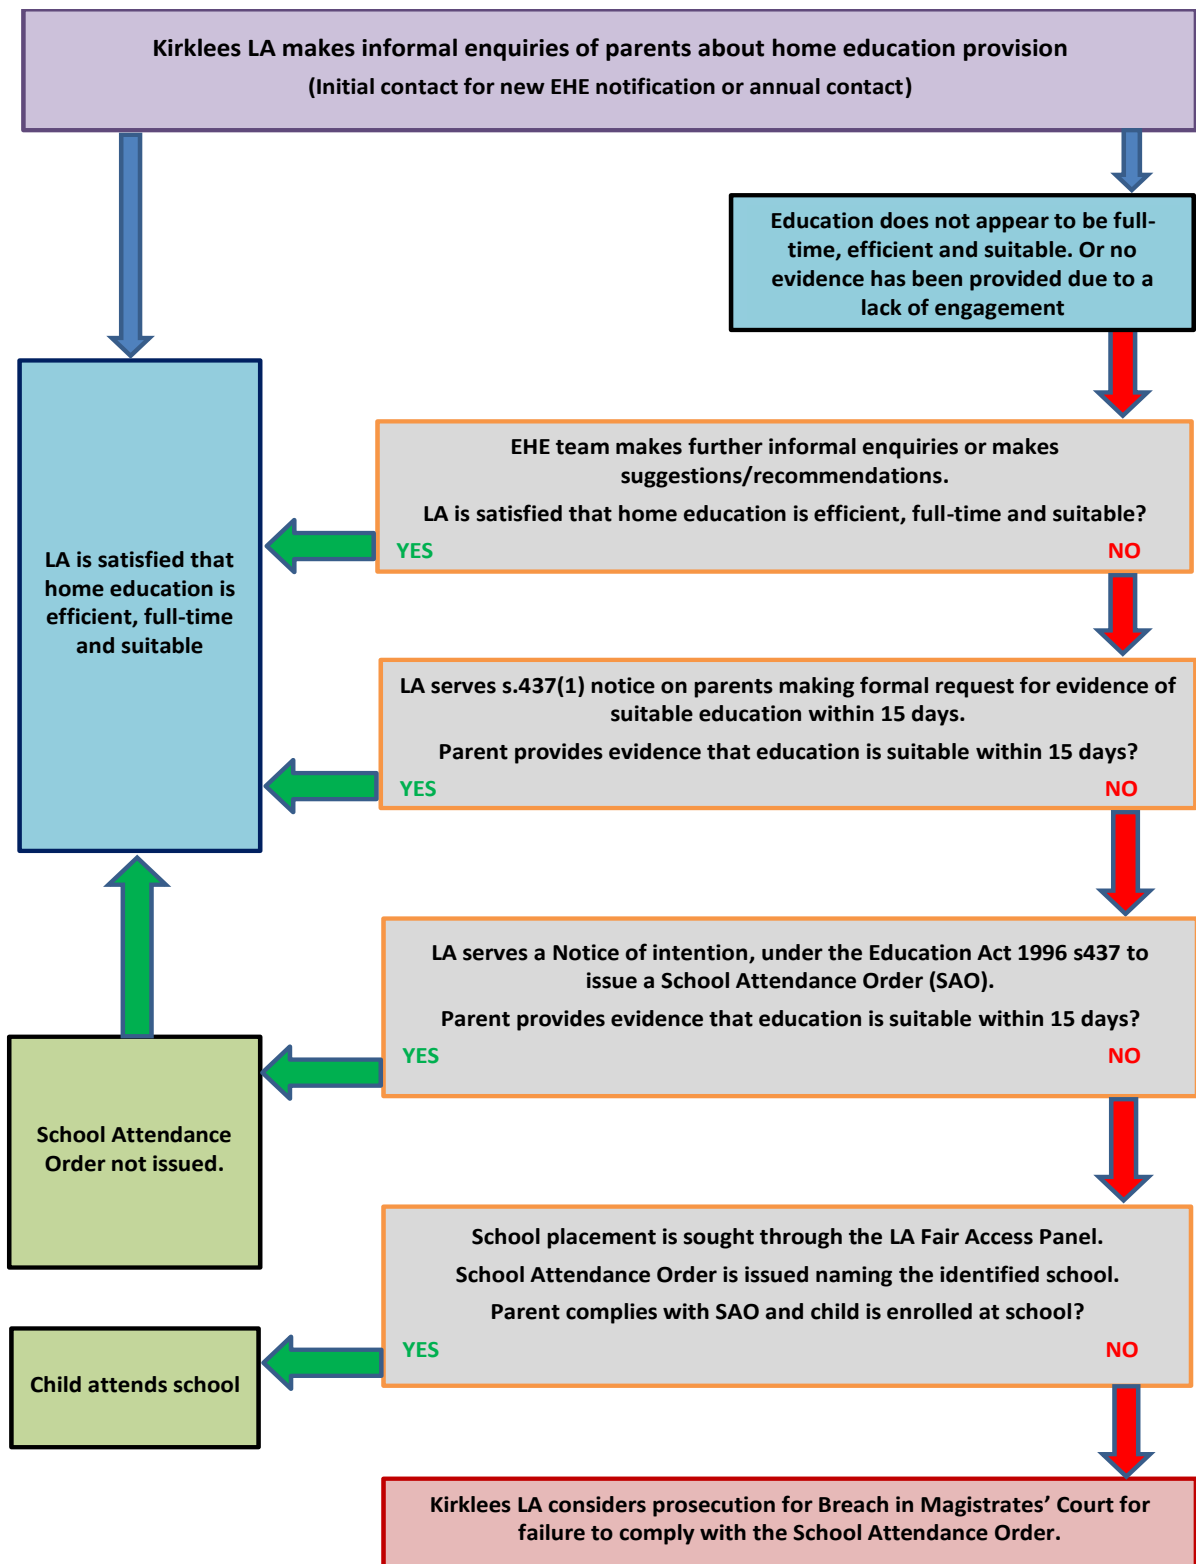 Kirklees LA makes informal enquiries of parents about home education provision
(Initial contact for new EHE notification or annual contact)
Education does not appear to be full-
time, efficient and suitable. Or no
evidence has been provided due to a
lack of engagement
EHE team makes further informal enquiries or makes
suggestions/recommendations.
LA is satisfied that home education is efficient, full-time and suitable?
YES
NO
LA is satisfied that
home education is
efficient, full-time
and suitable
LA serves s.437(1) notice on parents making formal request for evidence of
suitable education within 15 days.
Parent provides evidence that education is suitable within 15 days?
YES
NO
LA serves a Notice of intention, under the Education Act 1996 s437 to
issue a School Attendance Order (SAO).
Parent provides evidence that education is suitable within 15 days?
YES
NO
School Attendance
Order not issued.
School placement is sought through the LA Fair Access Panel.
School Attendance Order is issued naming the identified school.
Parent complies with SAO and child is enrolled at school?
YES
NO
Child attends school
Kirklees LA considers prosecution for Breach in Magistrates’ Court for
failure to comply with the School Attendance Order.